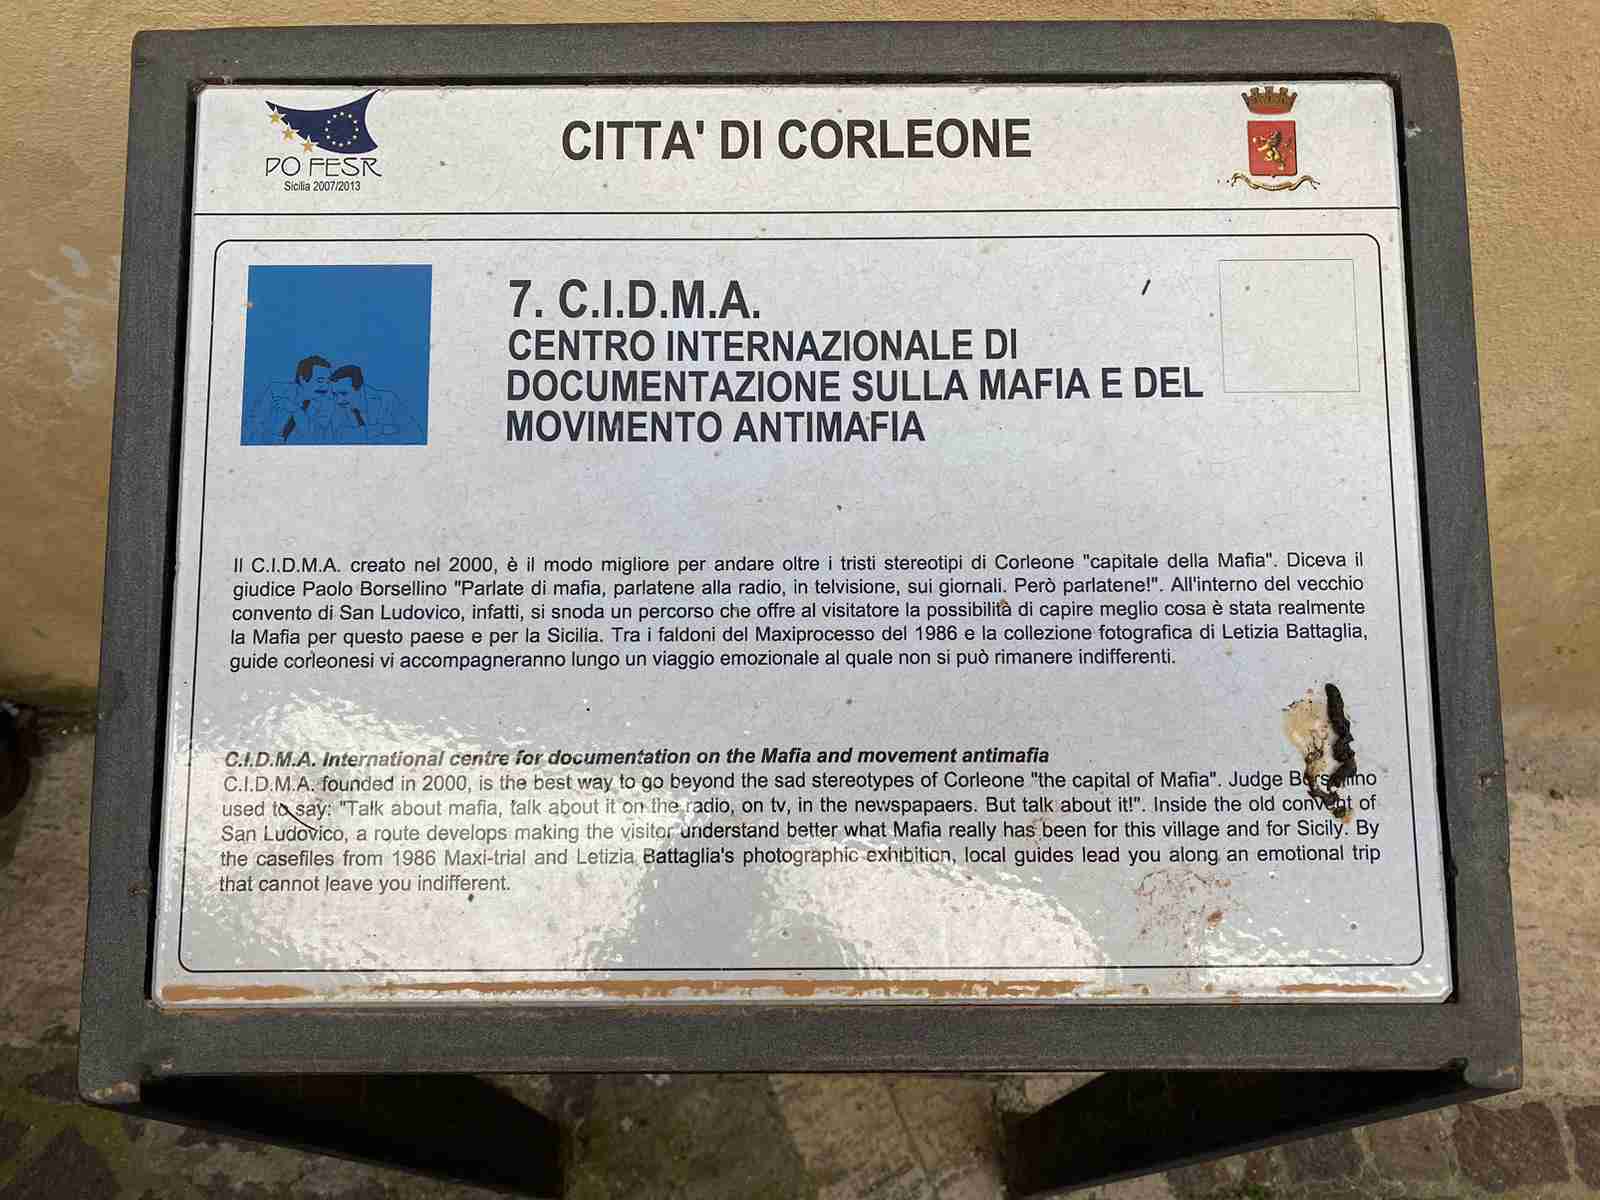 PO FESR
Sicilia 2007/2013
CITTA' DI CORLEONE
7. C.I.D.M.A.
CENTRO INTERNAZIONALE DI
DOCUMENTAZIONE SULLA MAFIA E DEL
MOVIMENTO ANTIMAFIA
Il C.I.D.M.A. creato nel 2000, è il modo migliore per andare oltre i tristi stereotipi di Corleone "capitale della Mafia". Diceva il
giudice Paolo Borsellino "Parlate di mafia, parlatene alla radio, in telvisione, sui giornali. Però parlatene!". All'interno del vecchio
convento di San Ludovico, infatti, si snoda un percorso che offre al visitatore la possibilità di capire meglio cosa è stata realmente
la Mafia per questo paese e per la Sicilia. Tra i faldoni del Maxiprocesso del 1986 e la collezione fotografica di Letizia Battaglia,
guide corleonesi vi accompagneranno lungo un viaggio emozionale al quale non si può rimanere indifferenti.
C.I.D.M.A. International centre for documentation on the Mafia and movement antimafia
C.I.D.M.A. founded in 2000, is the best way to go beyond the sad stereotypes of Corleone "the capital of Mafia". Judge Borsellino
used to say: "Talk about mafia, talk about it on the radio, on tv, in the newspapaers. But talk about it!". Inside the old convent of
San Ludovico, a route develops making the visitor understand better what Mafia really has been for this village and for Sicily. By
the casefiles from 1986 Maxi-trial and Letizia Battaglia's photographic exhibition, local guides lead you along an emotional trip
that cannot leave you indifferent.